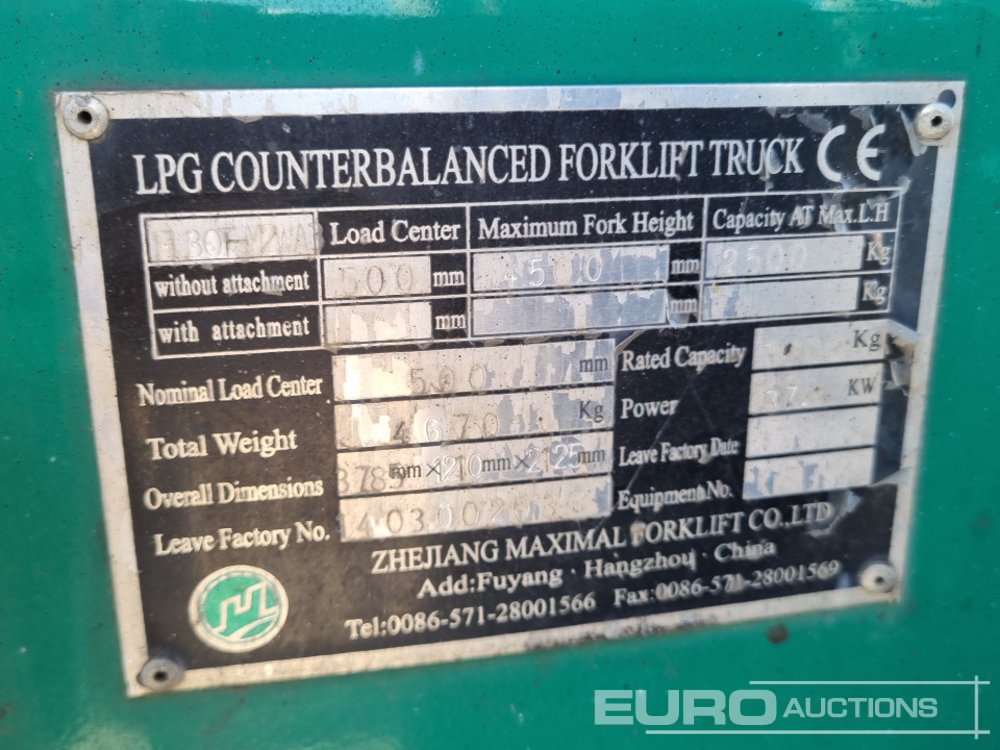 LPG COUNTERBALANCED FORKLIFT TRUCK CE
Load Center Maximum Fork Height Capacity AT Max.L.H
without attachment 500 mm 4500 mm 2500 Kg
with attachment mm mm Kg
Nominal Load Center 500 mm Rated Capacity Kg
Total Weight 4670 Kg Power KW
Overall Dimensions mm× mm×2125mm Leave Factory Date
Leave Factory No. Equipment No.
ZHEJIANG MAXIMAL FORKLIFT CO.,LTD
Add:Fuyang · Hangzhou · China
Tel:0086-571-28001566 Fax:0086-571-28001569
EURO AUCTIONS